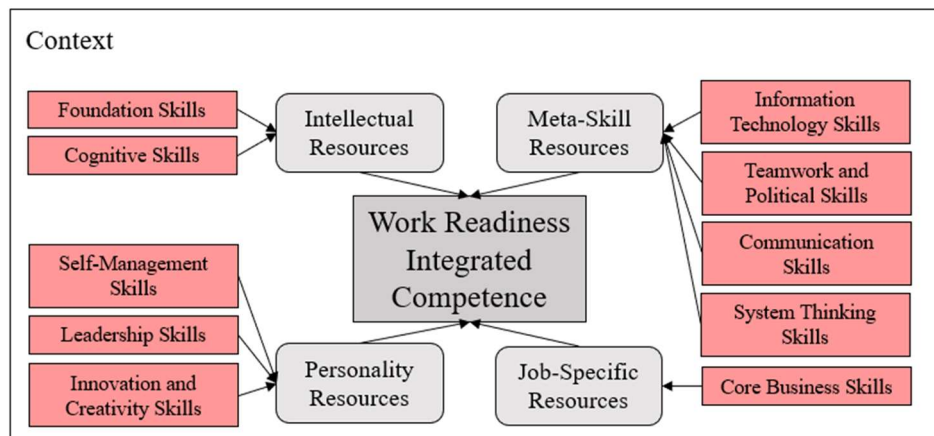 Context
Foundation Skills
Cognitive Skills
Intellectual
Resources
Meta-Skill
Resources
Information
Technology Skills
Teamwork and
Political Skills
Communication
Skills
System Thinking
Skills
Work Readiness
Integrated
Competence
Self-Management
Skills
Leadership Skills
Innovation and
Creativity Skills
Personality
Resources
Job-Specific
Resources
Core Business Skills